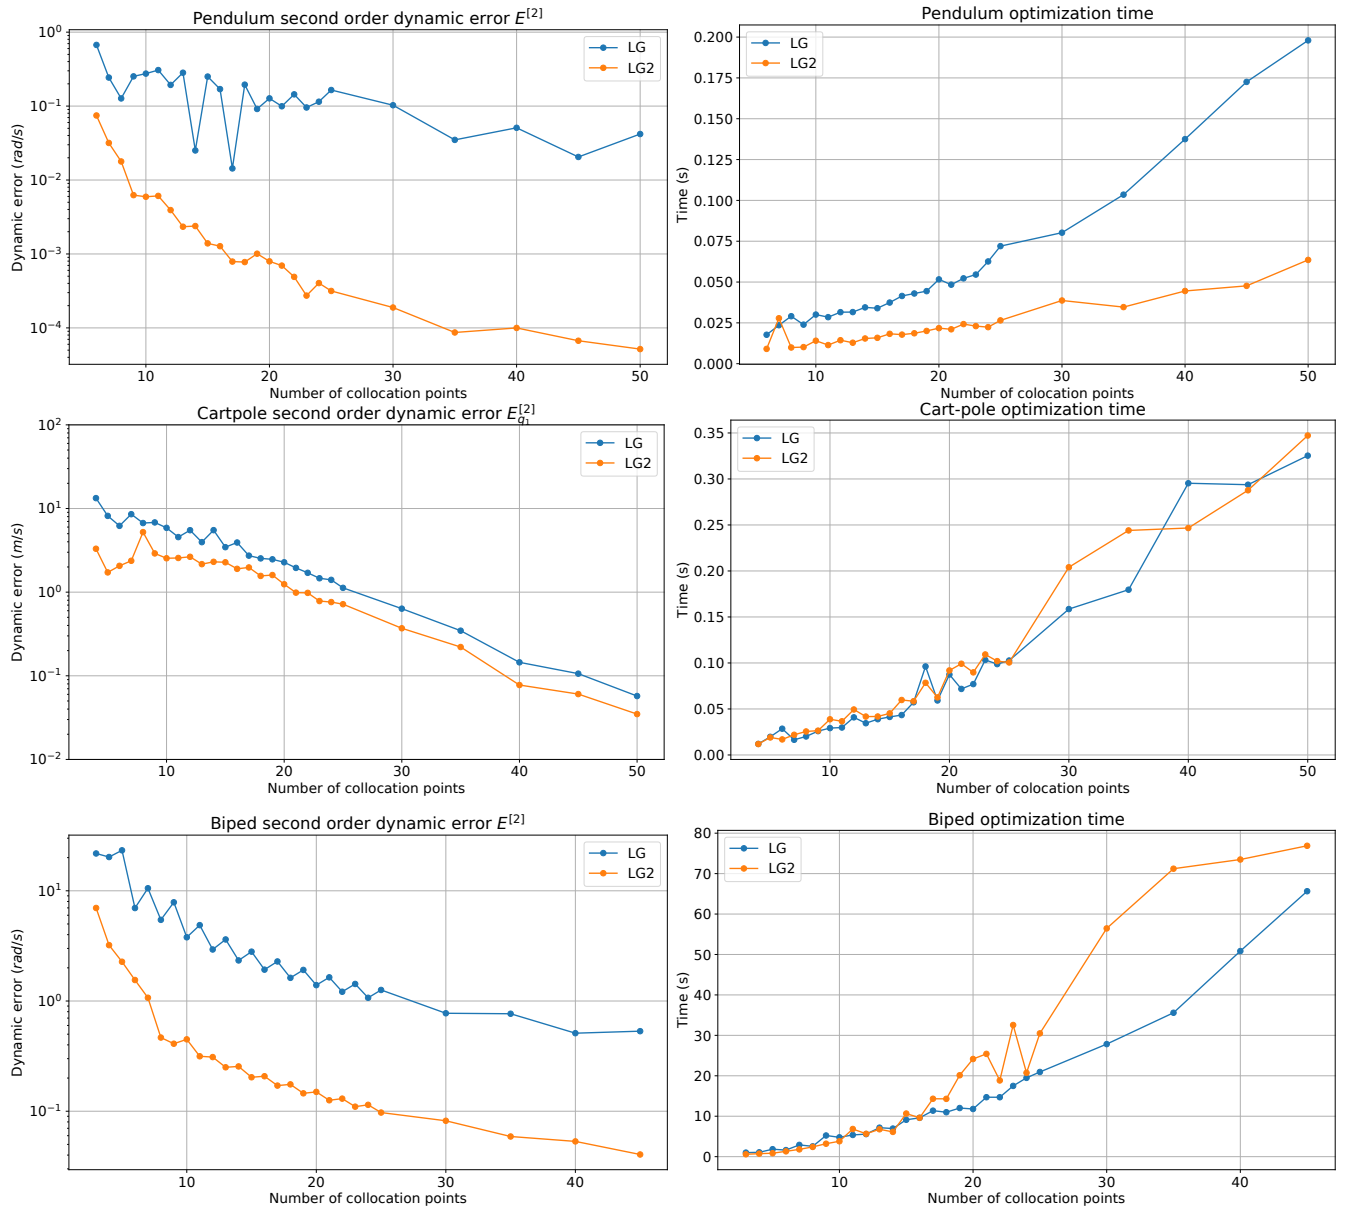 Pendulum second order dynamic error E^[2]
Dynamic error (rad/s)
10^0
10^−1
10^−2
10^−3
10^−4
LG
LG2
10 20 30 40 50
Number of collocation points
Pendulum optimization time
Time (s)
0.200
0.175
0.150
0.125
0.100
0.075
0.050
0.025
0.000
LG
LG2
10 20 30 40 50
Number of colocation points
Cartpole second order dynamic error E_{q_1}^[2]
Dynamic error (m/s)
10^2
10^1
10^0
10^−1
10^−2
LG
LG2
10 20 30 40 50
Number of collocation points
Cart-pole optimization time
Time (s)
0.35
0.30
0.25
0.20
0.15
0.10
0.05
0.00
LG
LG2
10 20 30 40 50
Number of colocation points
Biped second order dynamic error E^[2]
Dynamic error (rad/s)
10^1
10^0
10^−1
LG
LG2
10 20 30 40
Number of collocation points
Biped optimization time
Time (s)
80
70
60
50
40
30
20
10
0
LG
LG2
10 20 30 40
Number of collocation points